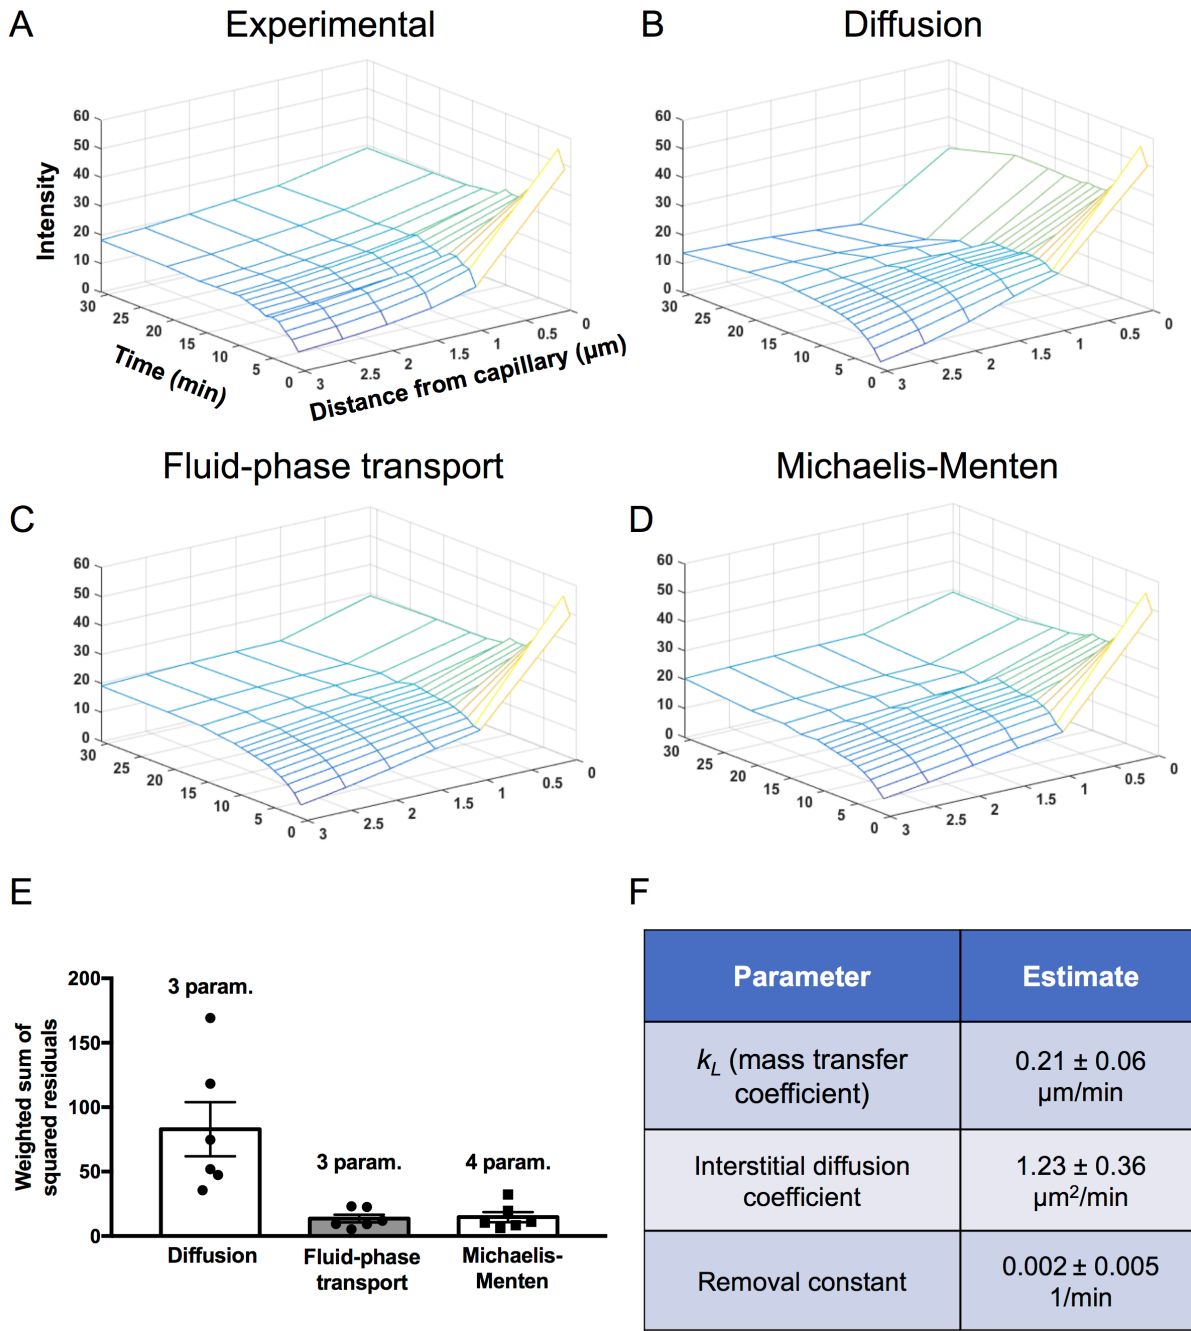 A
Experimental
B
Diffusion
60
50
40
30
20
10
0
Intensity
30
25
20
15
10
5
0
Time (min)
3
2.5
2
1.5
1
0.5
0
Distance from capillary (µm)
60
50
40
30
20
10
0
30
25
20
15
10
5
0
3
2.5
2
1.5
1
0.5
0
Fluid-phase transport
Michaelis-Menten
C
D
60
50
40
30
20
10
0
30
25
20
15
10
5
0
3
2.5
2
1.5
1
0.5
0
60
50
40
30
20
10
0
30
25
20
15
10
5
0
3
2.5
2
1.5
1
0.5
0
E
Weighted sum of
squared residuals
200
150
100
50
0
3 param.
3 param.
4 param.
Diffusion
Fluid-phase
transport
Michaelis-
Menten
F
Parameter
Estimate
kL (mass transfer
coefficient)
0.21 ± 0.06
µm/min
Interstitial diffusion
coefficient
1.23 ± 0.36
µm²/min
Removal constant
0.002 ± 0.005
1/min